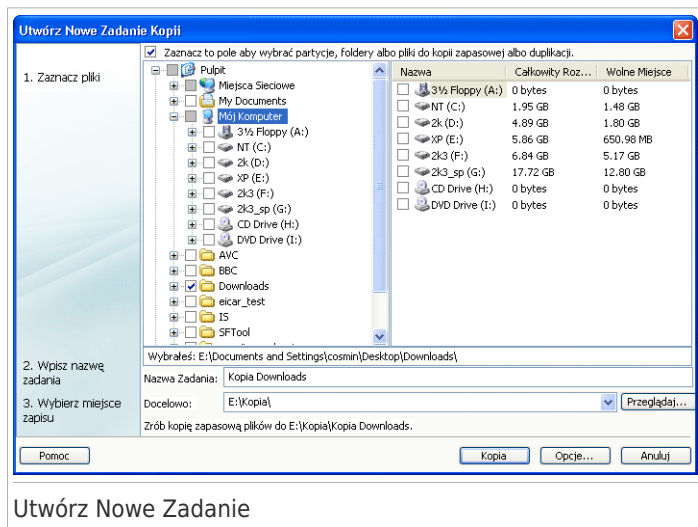 Utwórz Nowe Zadanie Kopii
Zaznacz to pole aby wybrać partycje, foldery albo pliki do kopii zapasowej albo duplikacji.
1. Zaznacz pliki
Pulpit
Miejsca Sieciowe
My Documents
Mój Komputer
3½ Floppy (A:)
NT (C:)
2k (D:)
XP (E:)
2k3 (F:)
2k3_sp (G:)
CD Drive (H:)
DVD Drive (I:)
AVC
BBC
Downloads
eicar_test
IS
SFTool
Nazwa Całkowity Roz... Wolne Miejsce
3½ Floppy (A:) 0 bytes 0 bytes
NT (C:) 1.95 GB 1.48 GB
2k (D:) 4.89 GB 1.80 GB
XP (E:) 5.86 GB 650.98 MB
2k3 (F:) 6.84 GB 5.17 GB
2k3_sp (G:) 17.72 GB 12.80 GB
CD Drive (H:) 0 bytes 0 bytes
DVD Drive (I:) 0 bytes 0 bytes
Wybrałeś: E:\Documents and Settings\cosmin\Desktop\Downloads\
2. Wpisz nazwę
zadania
Nazwa Zadania: Kopia Downloads
3. Wybierz miejsce
zapisu
Docelowo: E:\Kopia\ Przeglądaj...
Zrób kopię zapasową plików do E:\Kopia\Kopia Downloads.
Pomoc Kopia Opcje... Anuluj
Utwórz Nowe Zadanie